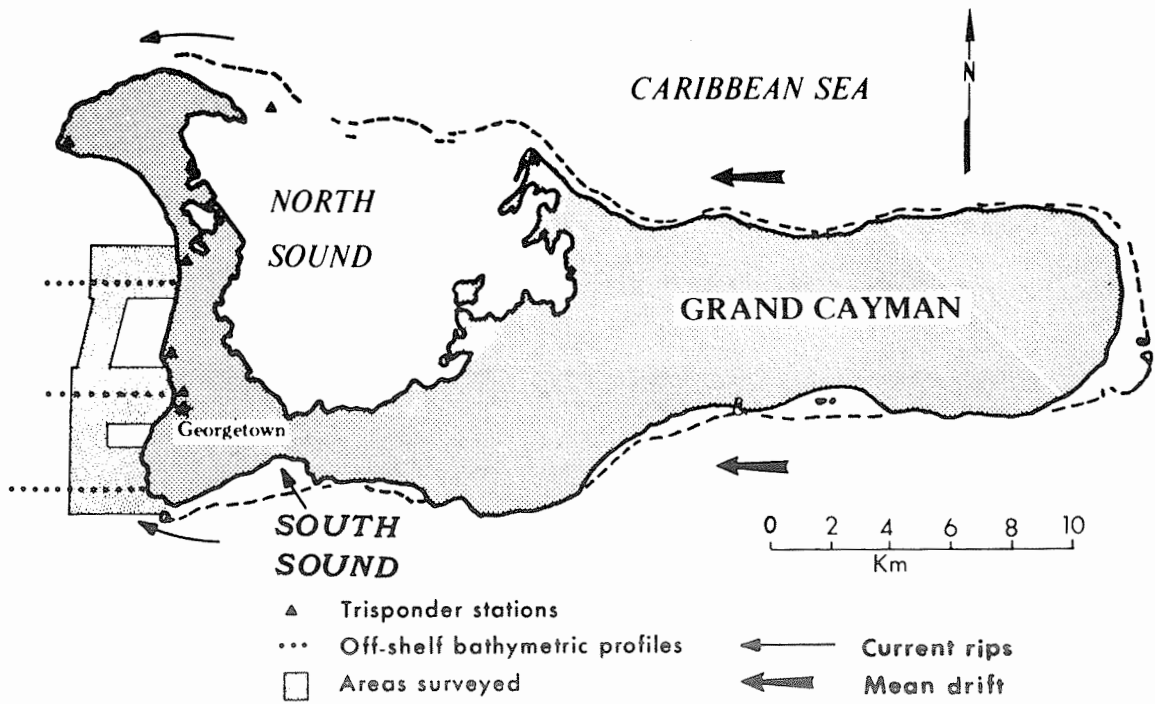 CARIBBEAN SEA
N
NORTH
SOUND
GRAND CAYMAN
Georgetown
SOUTH
SOUND
0 2 4 6 8 10
Km
Trisponder stations
Off-shelf bathymetric profiles
Current rips
Areas surveyed
Mean drift